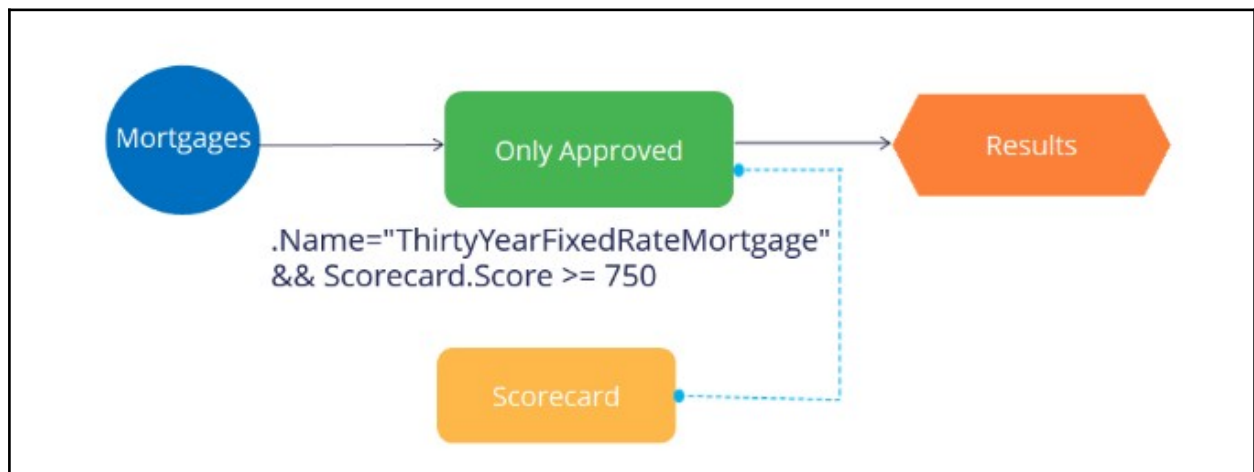 Mortgages
Only Approved
Results
.Name="ThirtyYearFixedRateMortgage"
&& Scorecard.Score >= 750
Scorecard